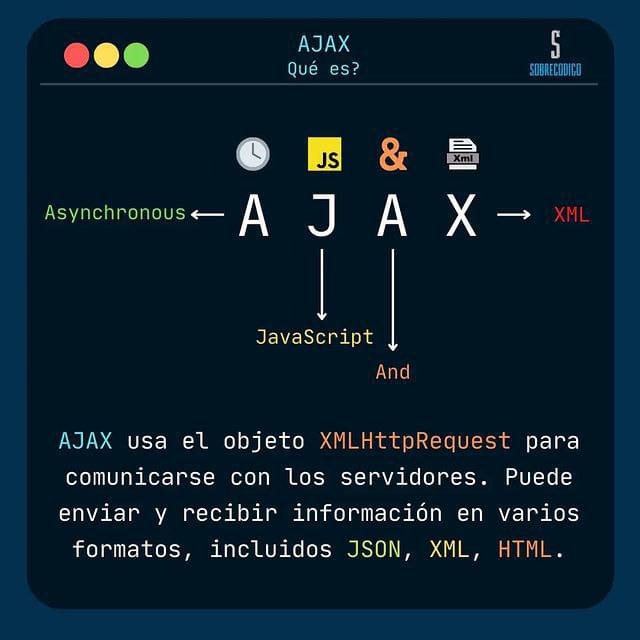 AJAX
Qué es?
S
SOBRECODIGO
JS
&
Xml
Asynchronous
A J A X
XML
JavaScript
And
AJAX usa el objeto XMLHttpRequest para
comunicarse con los servidores. Puede
enviar y recibir información en varios
formatos, incluidos JSON, XML, HTML.